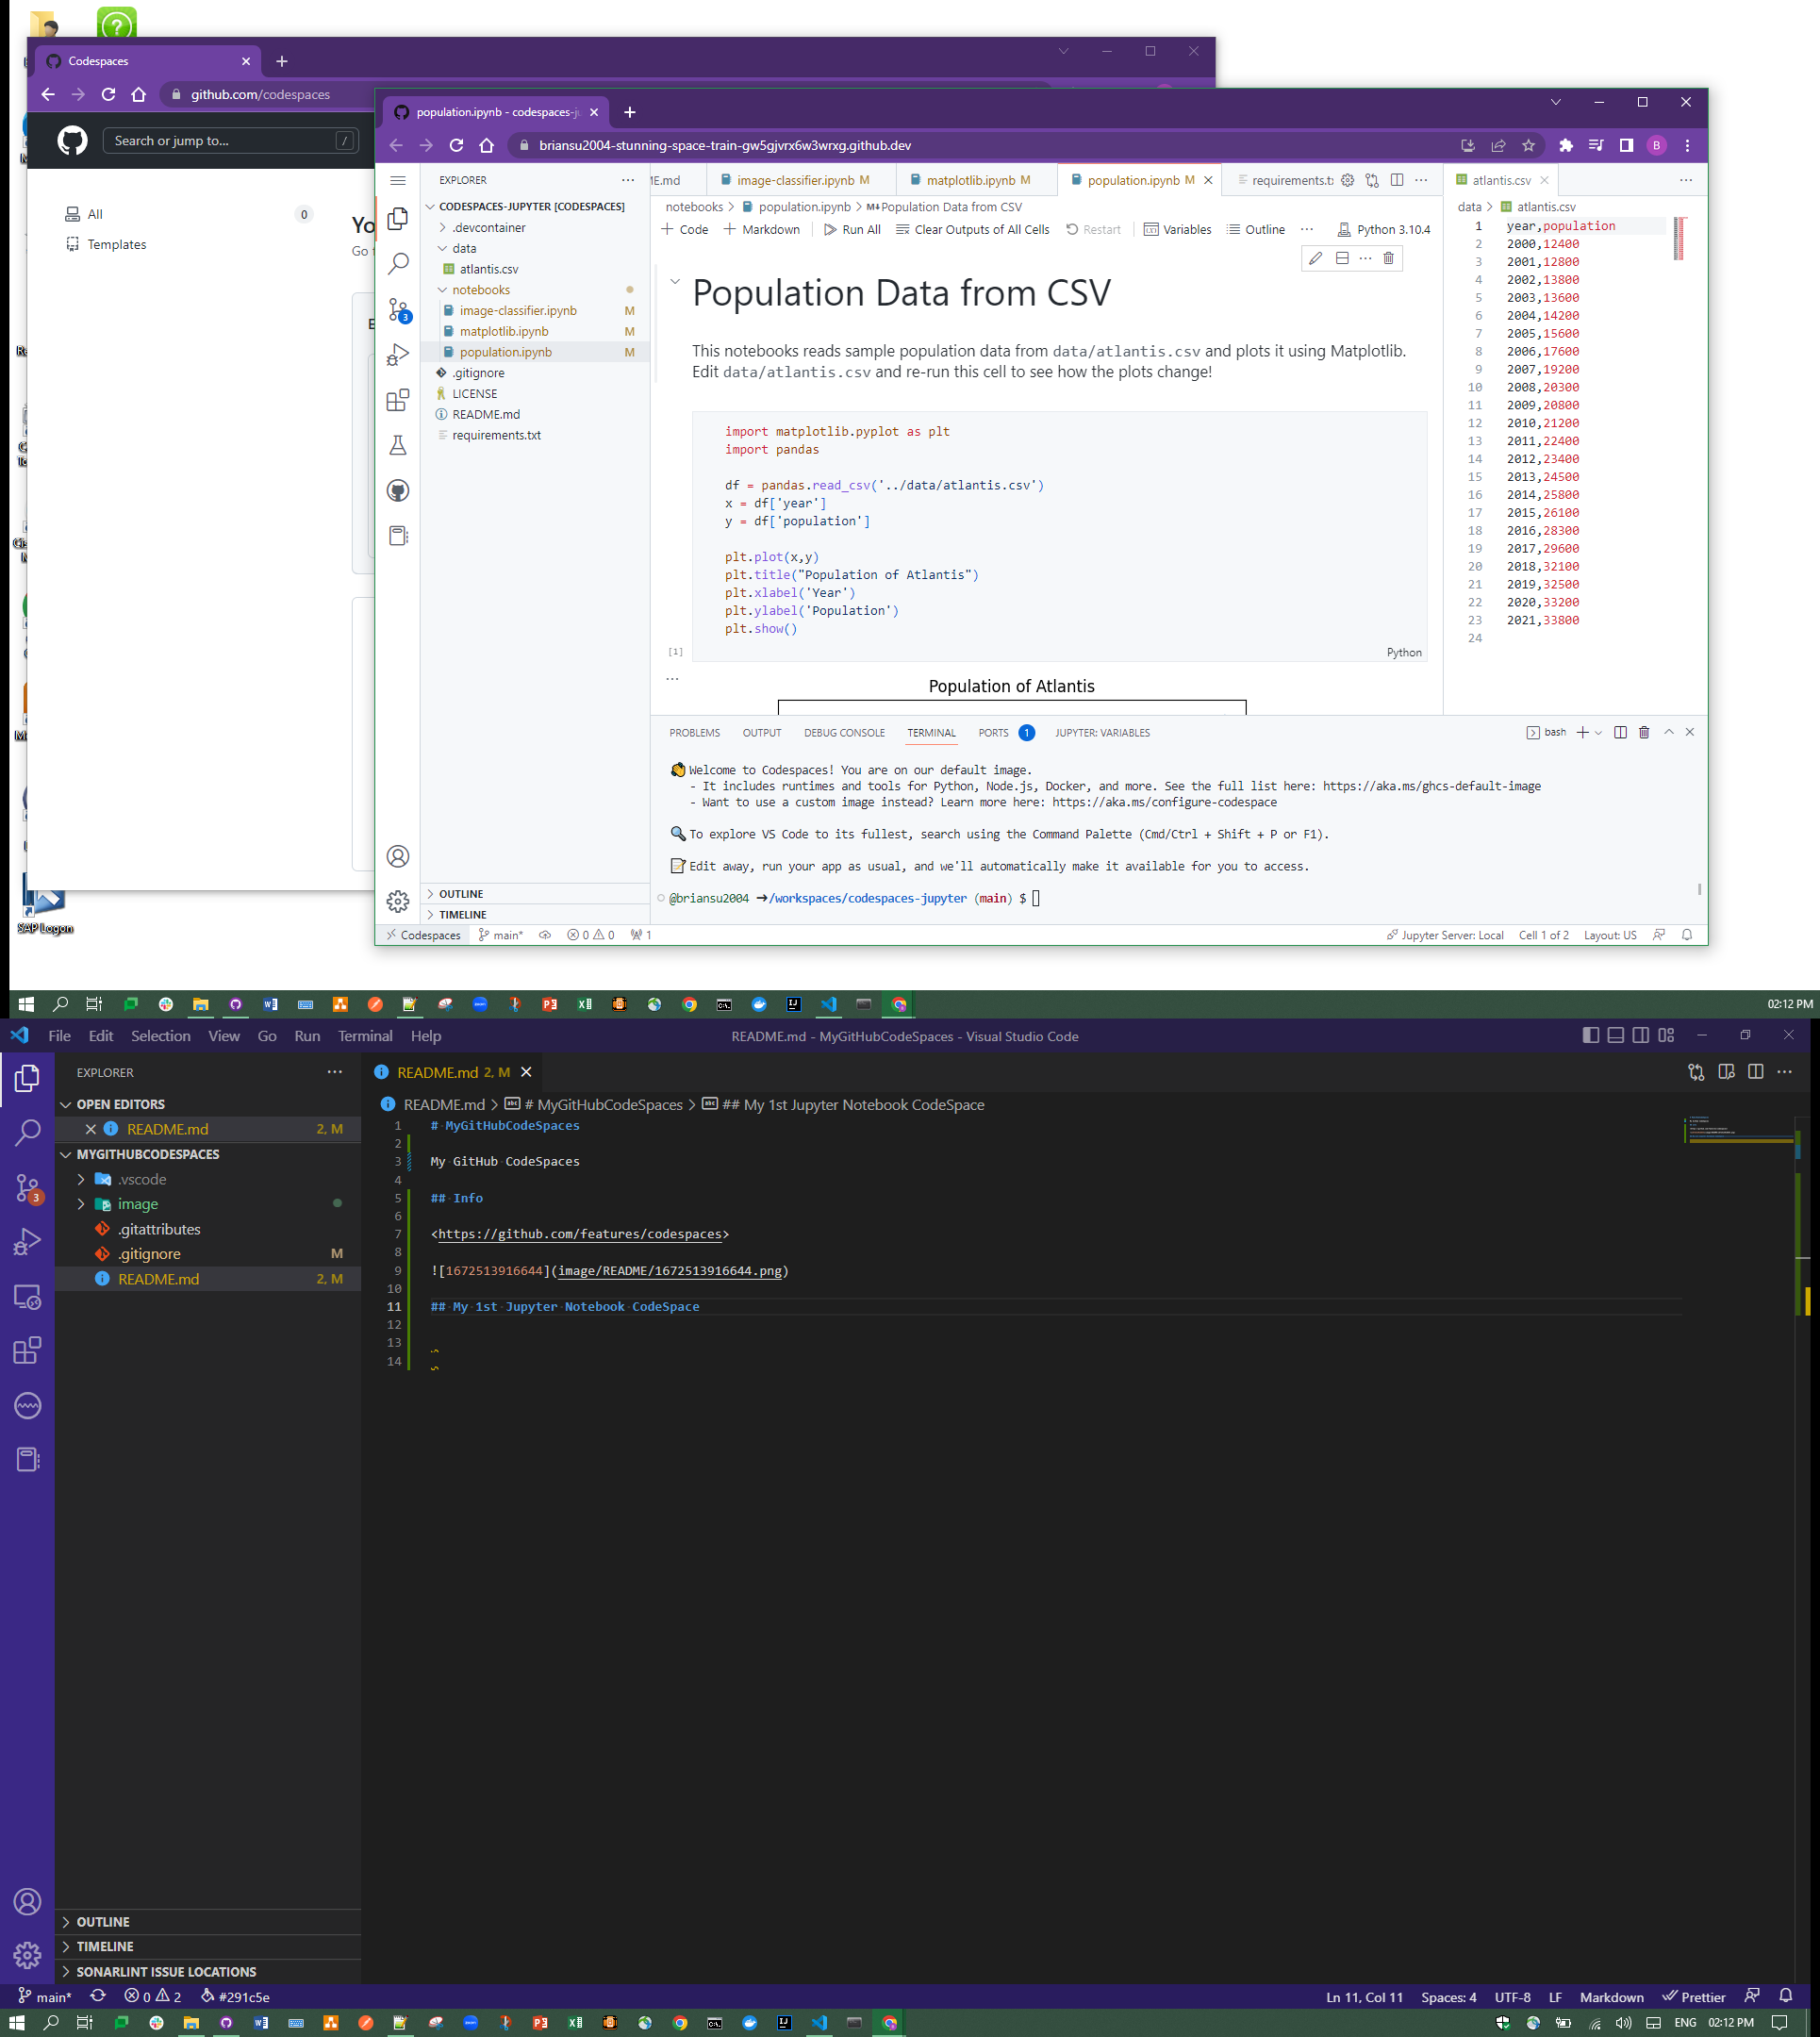 Codespaces
github.com/codespaces
Search or jump to...
/
All
0
Templates
SAP Logon
population.ipynb - codespaces-ju
briansu2004-stunning-space-train-gw5gjvrx6w3wrxg.github.dev
B
EXPLORER
CODESPACES-JUPYTER [CODESPACES]
.devcontainer
data
atlantis.csv
notebooks
image-classifier.ipynb M
matplotlib.ipynb M
population.ipynb M
.gitignore
LICENSE
README.md
requirements.txt
OUTLINE
TIMELINE
3
image-classifier.ipynb M
matplotlib.ipynb M
population.ipynb M
notebooks > population.ipynb > M↓Population Data from CSV
Code
Markdown
Run All
Clear Outputs of All Cells
Restart
Variables
Outline
Python 3.10.4
Population Data from CSV
This notebooks reads sample population data from data/atlantis.csv and plots it using Matplotlib.
Edit data/atlantis.csv and re-run this cell to see how the plots change!
import matplotlib.pyplot as plt
import pandas
df = pandas.read_csv('../data/atlantis.csv')
x = df['year']
y = df['population']
plt.plot(x,y)
plt.title("Population of Atlantis")
plt.xlabel('Year')
plt.ylabel('Population')
plt.show()
[1]
Python
...
Population of Atlantis
atlantis.csv
data > atlantis.csv
1 year,population
2 2000,12400
3 2001,12800
4 2002,13800
5 2003,13600
6 2004,14200
7 2005,15600
8 2006,17600
9 2007,19200
10 2008,20300
11 2009,20800
12 2010,21200
13 2011,22400
14 2012,23400
15 2013,24500
16 2014,25800
17 2015,26100
18 2016,28300
19 2017,29600
20 2018,32100
21 2019,32500
22 2020,33200
23 2021,33800
24
PROBLEMS OUTPUT DEBUG CONSOLE TERMINAL PORTS 1 JUPYTER: VARIABLES
bash
Welcome to Codespaces! You are on our default image.
- It includes runtimes and tools for Python, Node.js, Docker, and more. See the full list here: https://aka.ms/ghcs-default-image
- Want to use a custom image instead? Learn more here: https://aka.ms/configure-codespace
To explore VS Code to its fullest, search using the Command Palette (Cmd/Ctrl + Shift + P or F1).
Edit away, run your app as usual, and we'll automatically make it available for you to access.
@briansu2004 ➜/workspaces/codespaces-jupyter (main) $
Codespaces main* 0 0 1
Jupyter Server: Local Cell 1 of 2 Layout: US
02:12 PM
File Edit Selection View Go Run Terminal Help
README.md - MyGitHubCodeSpaces - Visual Studio Code
EXPLORER
OPEN EDITORS
README.md 2, M
MYGITHUBCODESPACES
.vscode
image
.gitattributes
.gitignore M
README.md 2, M
3
README.md 2, M
README.md > # MyGitHubCodeSpaces > ## My 1st Jupyter Notebook CodeSpace
1 # MyGitHubCodeSpaces
2
3 My GitHub CodeSpaces
4
5 ## Info
6
7 <https://github.com/features/codespaces>
8
9 ![1672513916644](image/README/1672513916644.png)
10
11 ## My 1st Jupyter Notebook CodeSpace
12
13
14
OUTLINE
TIMELINE
SONARLINT ISSUE LOCATIONS
main* 0 2 #291c5e
Ln 11, Col 11 Spaces: 4 UTF-8 LF Markdown Prettier
ENG 02:12 PM